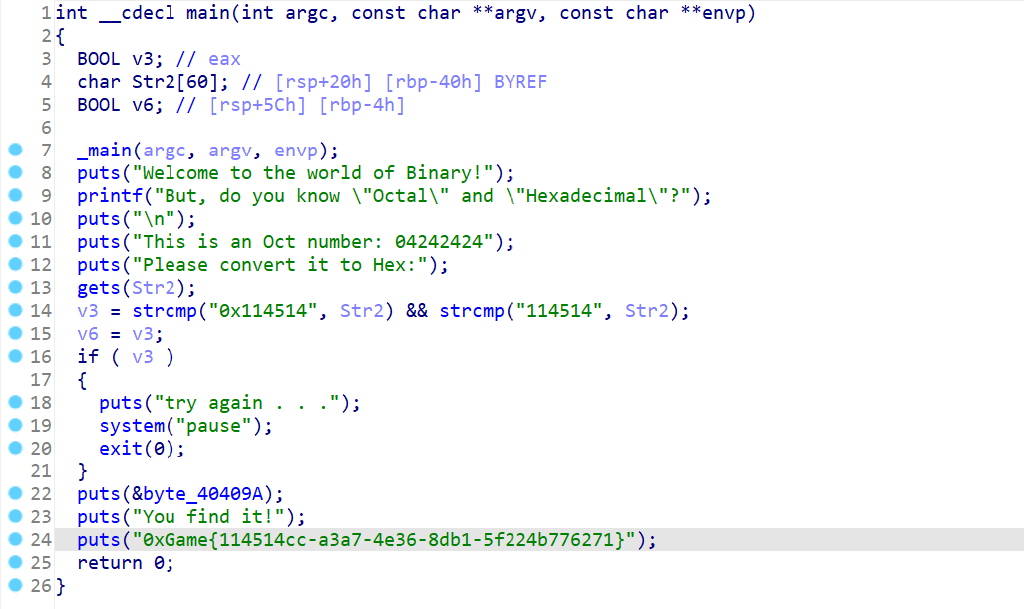 1 int __cdecl main(int argc, const char **argv, const char **envp)
2 {
3   BOOL v3; // eax
4   char Str2[60]; // [rsp+20h] [rbp-40h] BYREF
5   BOOL v6; // [rsp+5Ch] [rbp-4h]
6
7   _main(argc, argv, envp);
8   puts("Welcome to the world of Binary!");
9   printf("But, do you know \"Octal\" and \"Hexadecimal\"?");
10   puts("\n");
11   puts("This is an Oct number: 04242424");
12   puts("Please convert it to Hex:");
13   gets(Str2);
14   v3 = strcmp("0x114514", Str2) && strcmp("114514", Str2);
15   v6 = v3;
16   if ( v3 )
17   {
18     puts("try again . . .");
19     system("pause");
20     exit(0);
21   }
22   puts(&byte_40409A);
23   puts("You find it!");
24   puts("0xGame{114514cc-a3a7-4e36-8db1-5f224b776271}");
25   return 0;
26 }